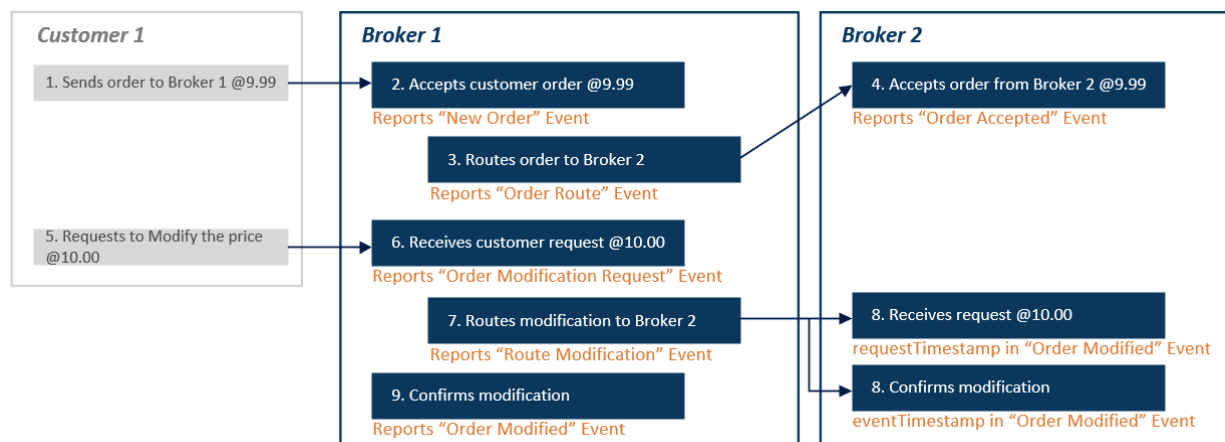 Customer 1
1. Sends order to Broker 1 @9.99
5. Requests to Modify the price
@10.00
Broker 1
2. Accepts customer order @9.99
Reports “New Order” Event
3. Routes order to Broker 2
Reports “Order Route” Event
6. Receives customer request @10.00
Reports “Order Modification Request” Event
7. Routes modification to Broker 2
Reports “Route Modification” Event
9. Confirms modification
Reports “Order Modified” Event
Broker 2
4. Accepts order from Broker 2 @9.99
Reports “Order Accepted” Event
8. Receives request @10.00
requestTimestamp in “Order Modified” Event
8. Confirms modification
eventTimestamp in “Order Modified” Event